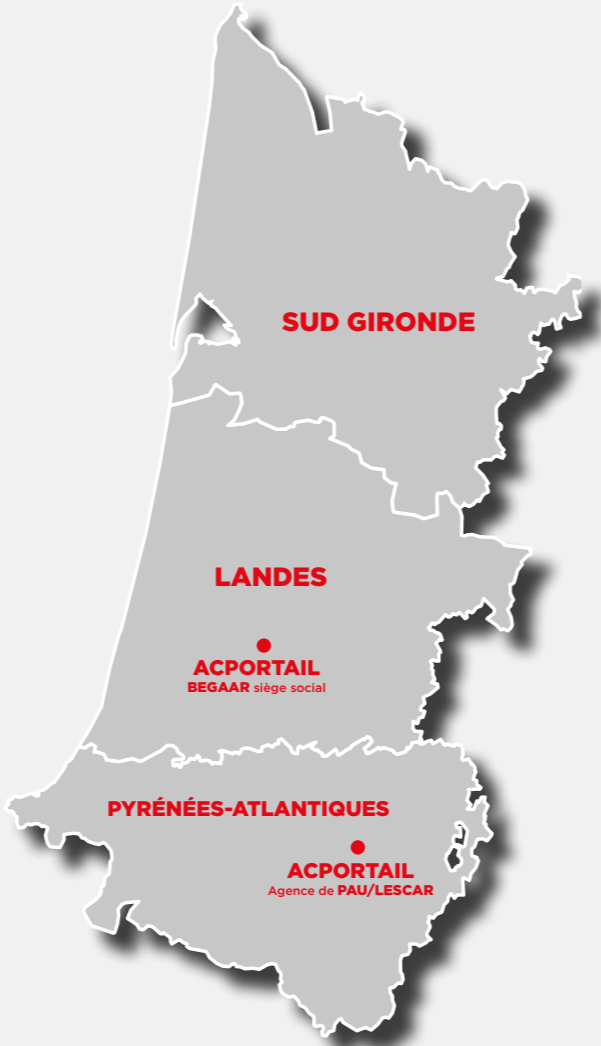 SUD GIRONDE
LANDES
ACPORTAIL
BEGAAR siège social
PYRÉNÉES-ATLANTIQUES
ACPORTAIL
Agence de PAU/LESCAR